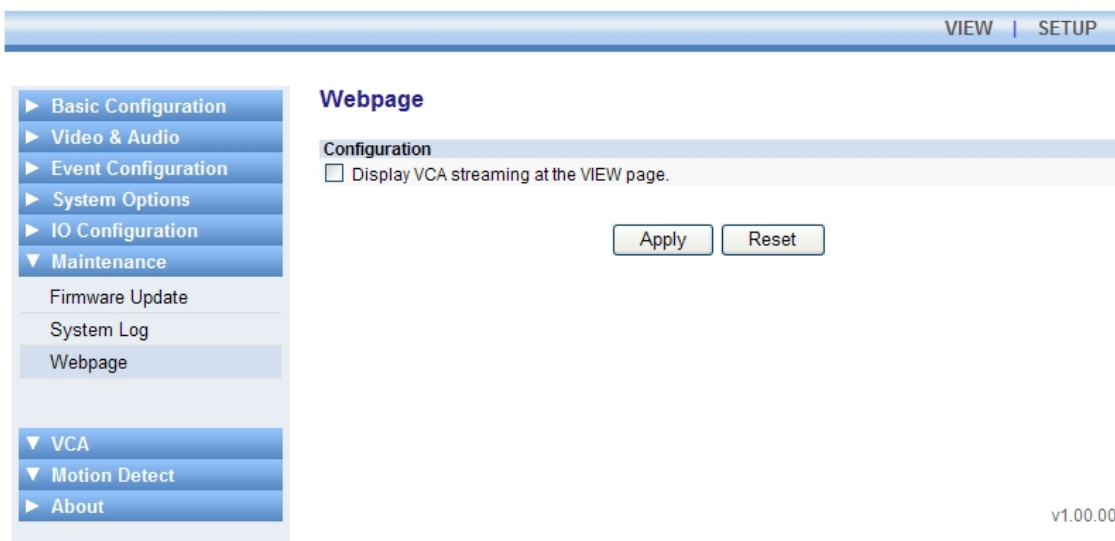 VIEW | SETUP
Basic Configuration
Video & Audio
Event Configuration
System Options
IO Configuration
Maintenance
Firmware Update
System Log
Webpage
VCA
Motion Detect
About
Webpage
Configuration
Display VCA streaming at the VIEW page.
Apply Reset
v1.00.00